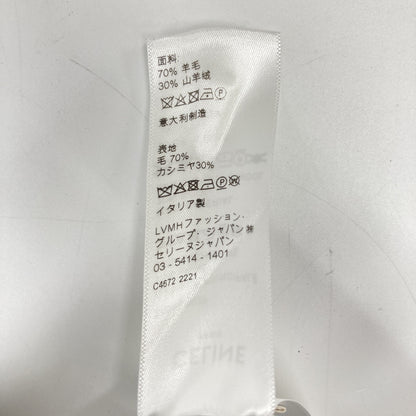 面料:
70% 羊毛
30% 山羊绒
意大利制造
表地
毛 70%
カシミヤ30%
イタリア製
LVMHファッション・
グループ・ジャパン㈱
セリーヌジャパン
03 - 5414 - 1401
C4672 2221
CELINE